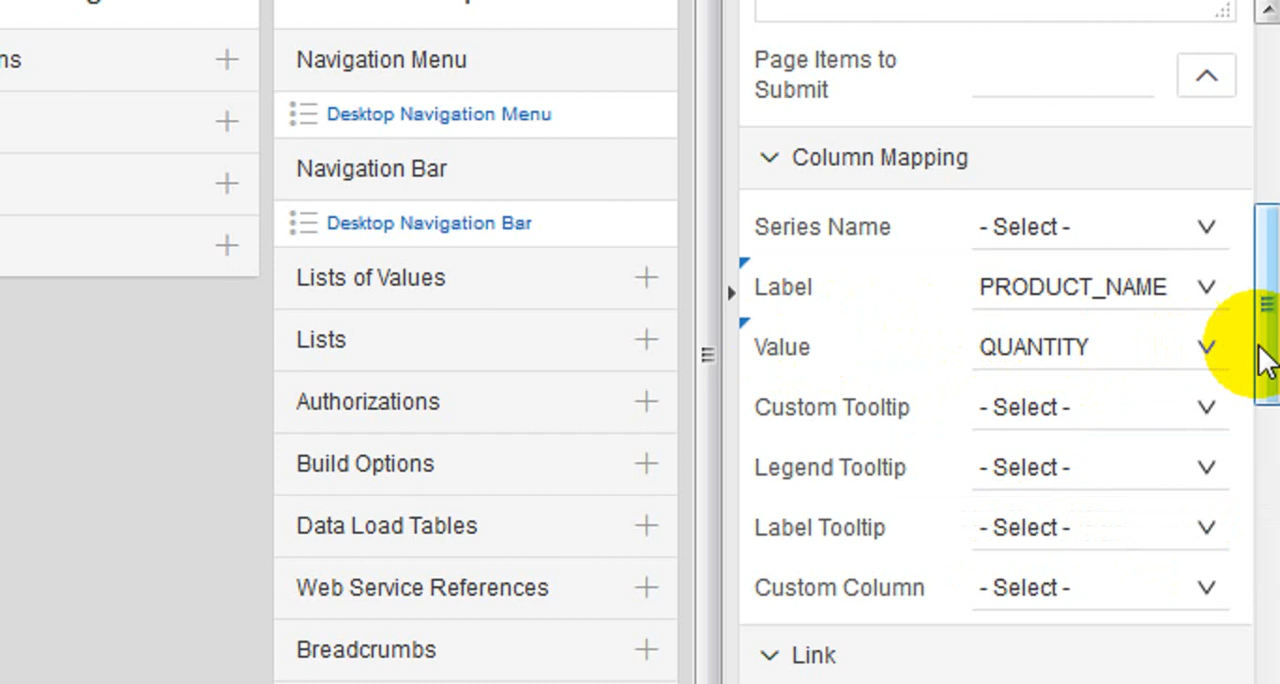 ns
Navigation Menu
Desktop Navigation Menu
Navigation Bar
Desktop Navigation Bar
Lists of Values
Lists
Authorizations
Build Options
Data Load Tables
Web Service References
Breadcrumbs
Page Items to
Submit
Column Mapping
Series Name - Select -
Label PRODUCT_NAME
Value QUANTITY
Custom Tooltip - Select -
Legend Tooltip - Select -
Label Tooltip - Select -
Custom Column - Select -
Link